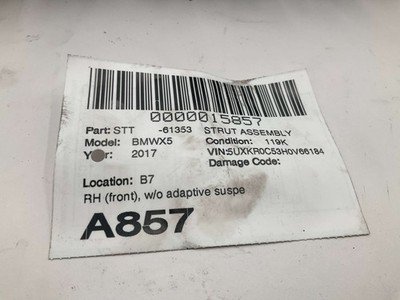 0000015857
Part: STT -61353 STRUT ASSEMBLY
Model: BMWX5 Condition: 119K
Year: 2017 VIN:5UXKR0C53H0V66184
Damage Code:
Location: B7
RH (front), w/o adaptive suspe
A857